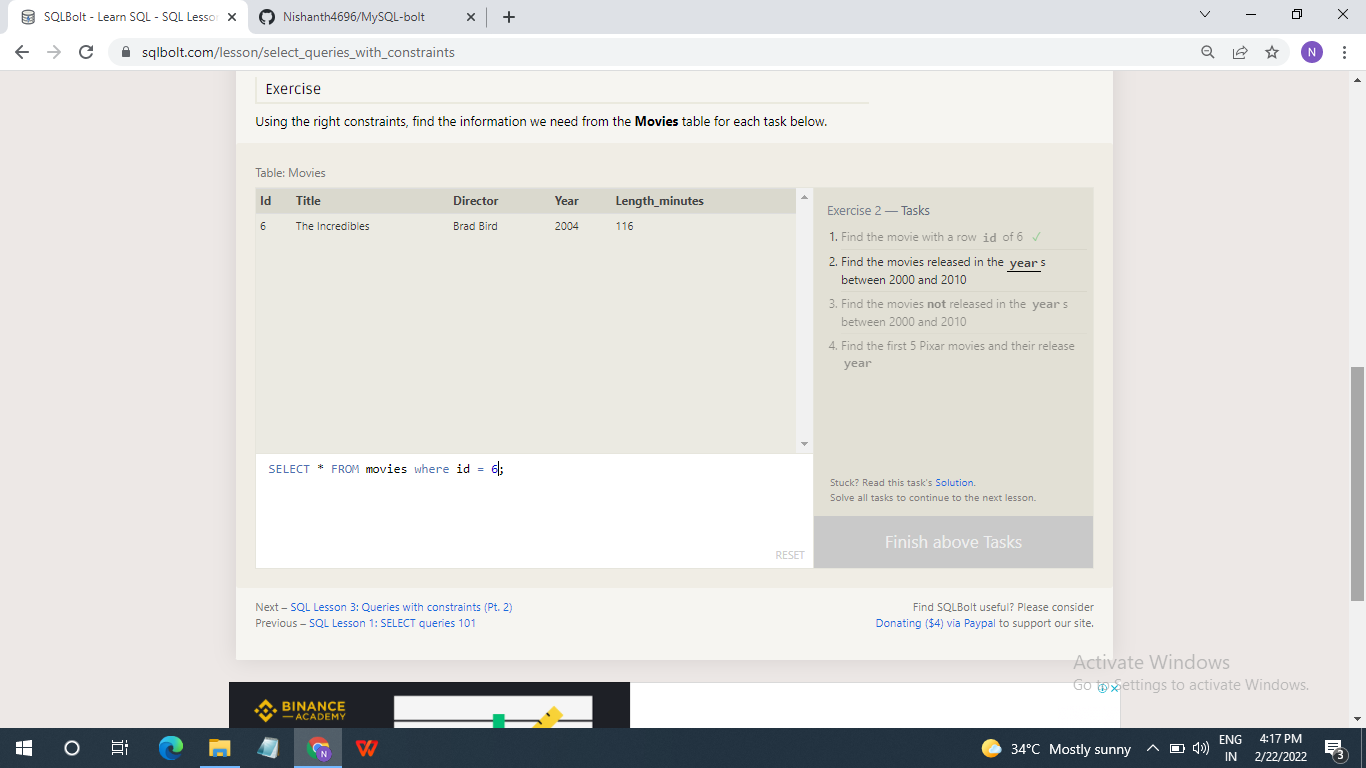 SQLBolt - Learn SQL - SQL Lesson
Nishanth4696/MySQL-bolt
sqlbolt.com/lesson/select_queries_with_constraints
N
Exercise
Using the right constraints, find the information we need from the Movies table for each task below.
Table: Movies
Id Title Director Year Length_minutes
6 The Incredibles Brad Bird 2004 116
Exercise 2 — Tasks
1. Find the movie with a row id of 6 ✓
2. Find the movies released in the year s
between 2000 and 2010
3. Find the movies not released in the year s
between 2000 and 2010
4. Find the first 5 Pixar movies and their release
year
Stuck? Read this task's Solution.
Solve all tasks to continue to the next lesson.
Finish above Tasks
SELECT * FROM movies where id = 6;
RESET
Next – SQL Lesson 3: Queries with constraints (Pt. 2)
Previous – SQL Lesson 1: SELECT queries 101
Find SQLBolt useful? Please consider
Donating ($4) via Paypal to support our site.
Activate Windows
Go to Settings to activate Windows.
BINANCE
ACADEMY
N
34°C Mostly sunny
ENG
IN
4:17 PM
2/22/2022
3